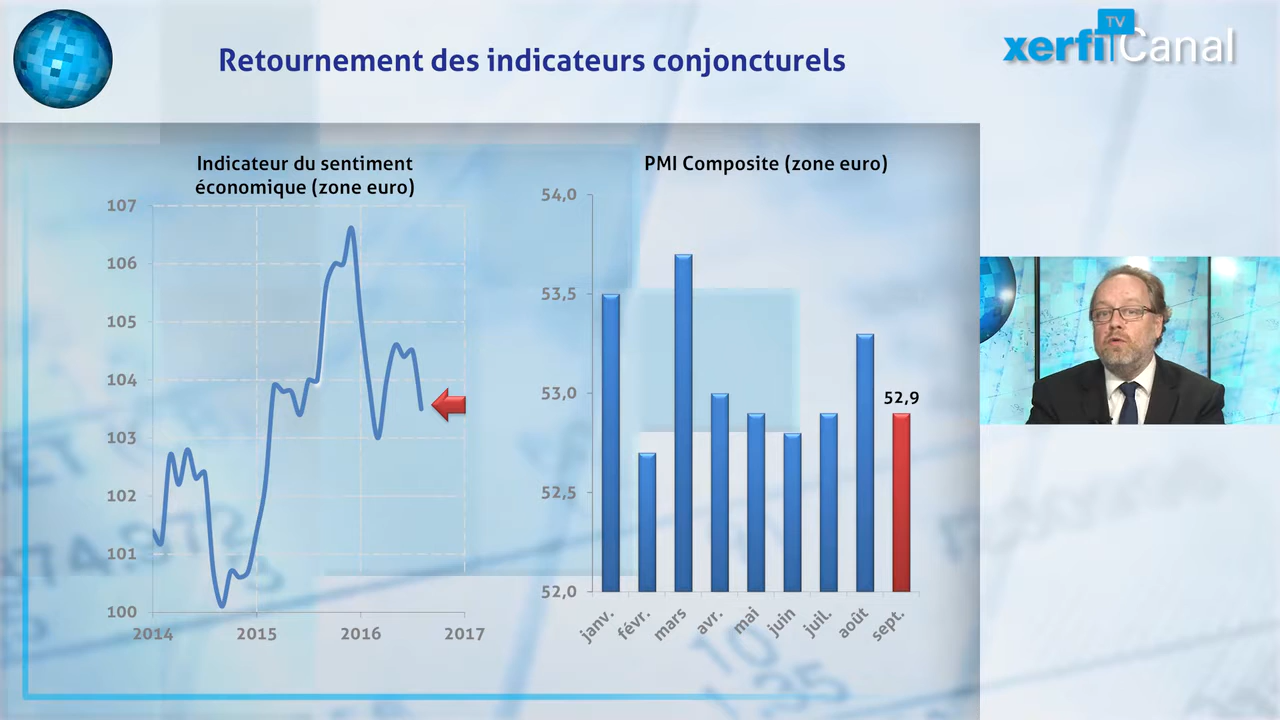 Retournement des indicateurs conjoncturels
TV
xerfi Canal
Indicateur du sentiment
économique (zone euro)
107
106
105
104
103
102
101
100
2014
2015
2016
2017
PMI Composite (zone euro)
54,0
53,5
53,0
52,5
52,0
52,9
janv.
févr.
mars
avr.
mai
juin
juil.
août
sept.